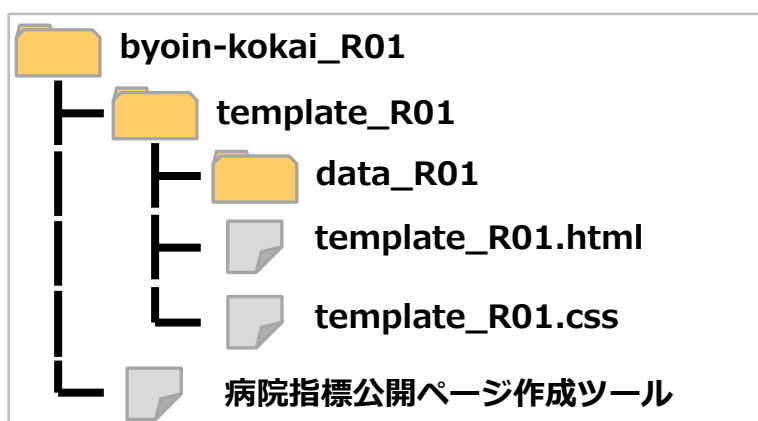 byoin-kokai_R01
template_R01
data_R01
template_R01.html
template_R01.css
病院指標公開ページ作成ツール